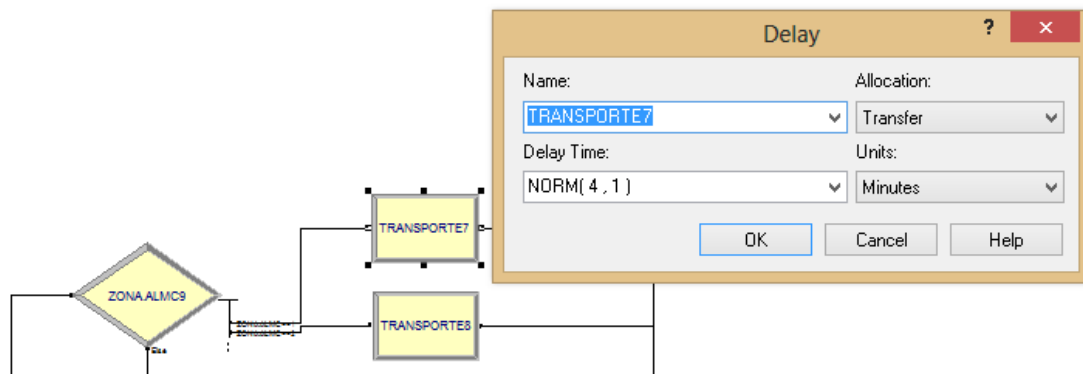 Delay
?
×
Name:
Allocation:
TRANSPORTE7
Transfer
Delay Time:
Units:
NORM( 4 , 1 )
Minutes
OK
Cancel
Help
TRANSPORTE7
ZONA.ALMC9
TRANSPORTE8
Else